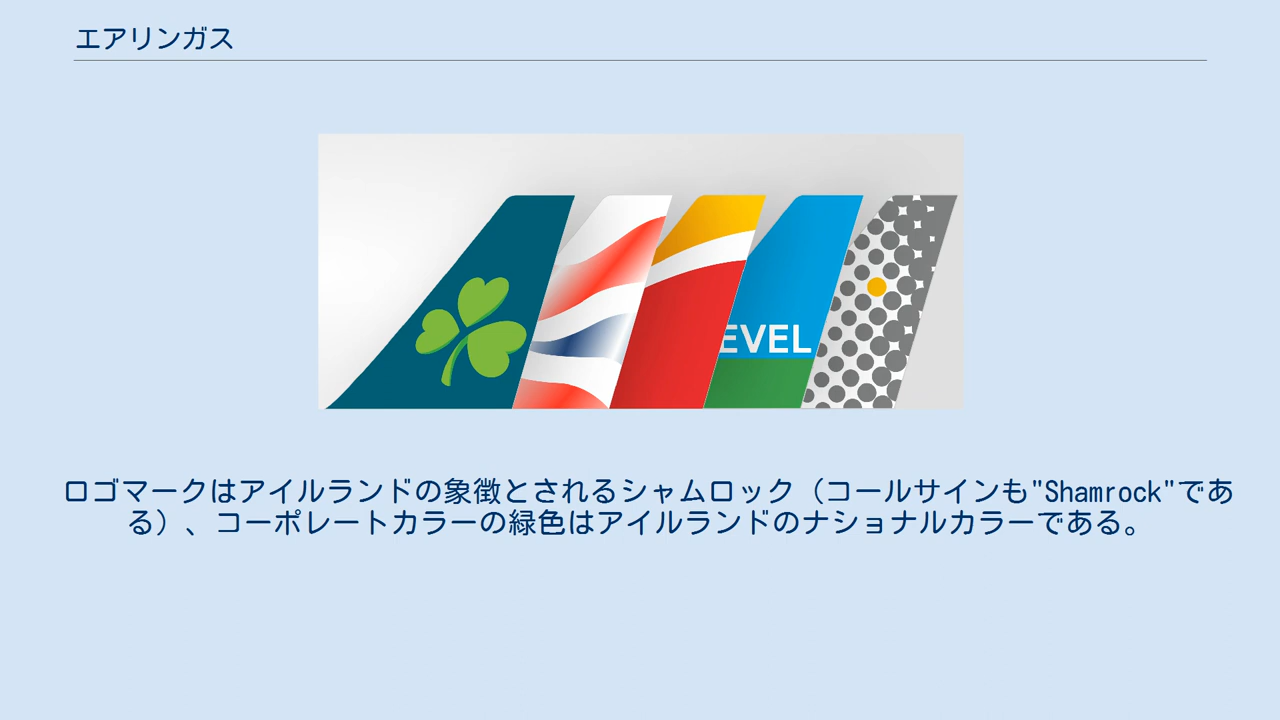 エアリンガス
EVEL
ロゴマークはアイルランドの象徴とされるシャムロック（コールサインも"Shamrock"であ
る）、コーポレートカラーの緑色はアイルランドのナショナルカラーである。